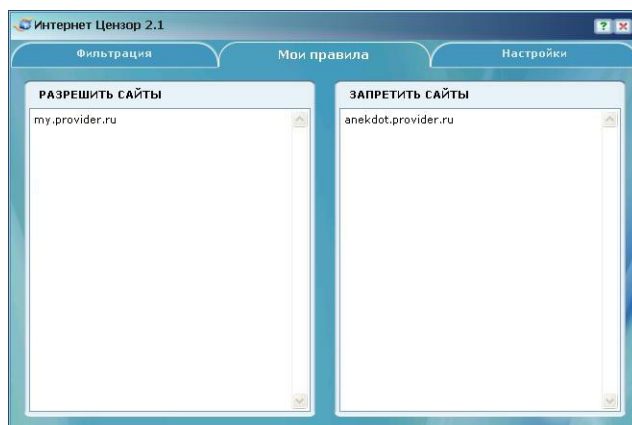 Интернет Цензор 2.1
?
Фильтрация
Мои правила
Настройки
РАЗРЕШИТЬ САЙТЫ
ЗАПРЕТИТЬ САЙТЫ
my.provider.ru
anekdot.provider.ru